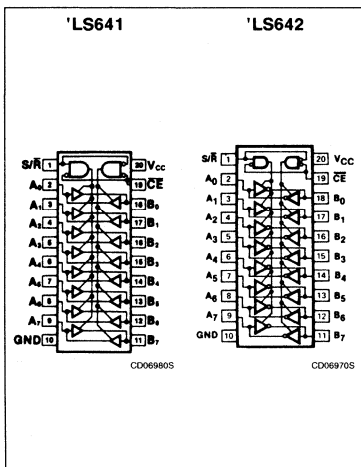 'LS641
S/R̅ 1
A₀ 2
A₁ 3
A₂ 4
A₃ 5
A₄ 6
A₅ 7
A₆ 8
A₇ 9
GND 10
20 VCC
19 C̅E̅
18 B₀
17 B₁
16 B₂
15 B₃
14 B₄
13 B₅
12 B₆
11 B₇
CD06980S
'LS642
S/R̅ 1
A₀ 2
A₁ 3
A₂ 4
A₃ 5
A₄ 6
A₅ 7
A₆ 8
A₇ 9
GND 10
20 VCC
19 C̅E̅
18 B₀
17 B₁
16 B₂
15 B₃
14 B₄
13 B₅
12 B₆
11 B₇
CD06970S